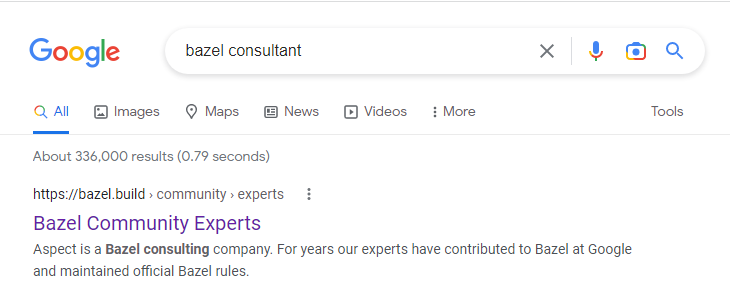 Google bazel consultant
All Images Maps News Videos More Tools
About 336,000 results (0.79 seconds)
https://bazel.build › community › experts
Bazel Community Experts
Aspect is a Bazel consulting company. For years our experts have contributed to Bazel at Google
and maintained official Bazel rules.